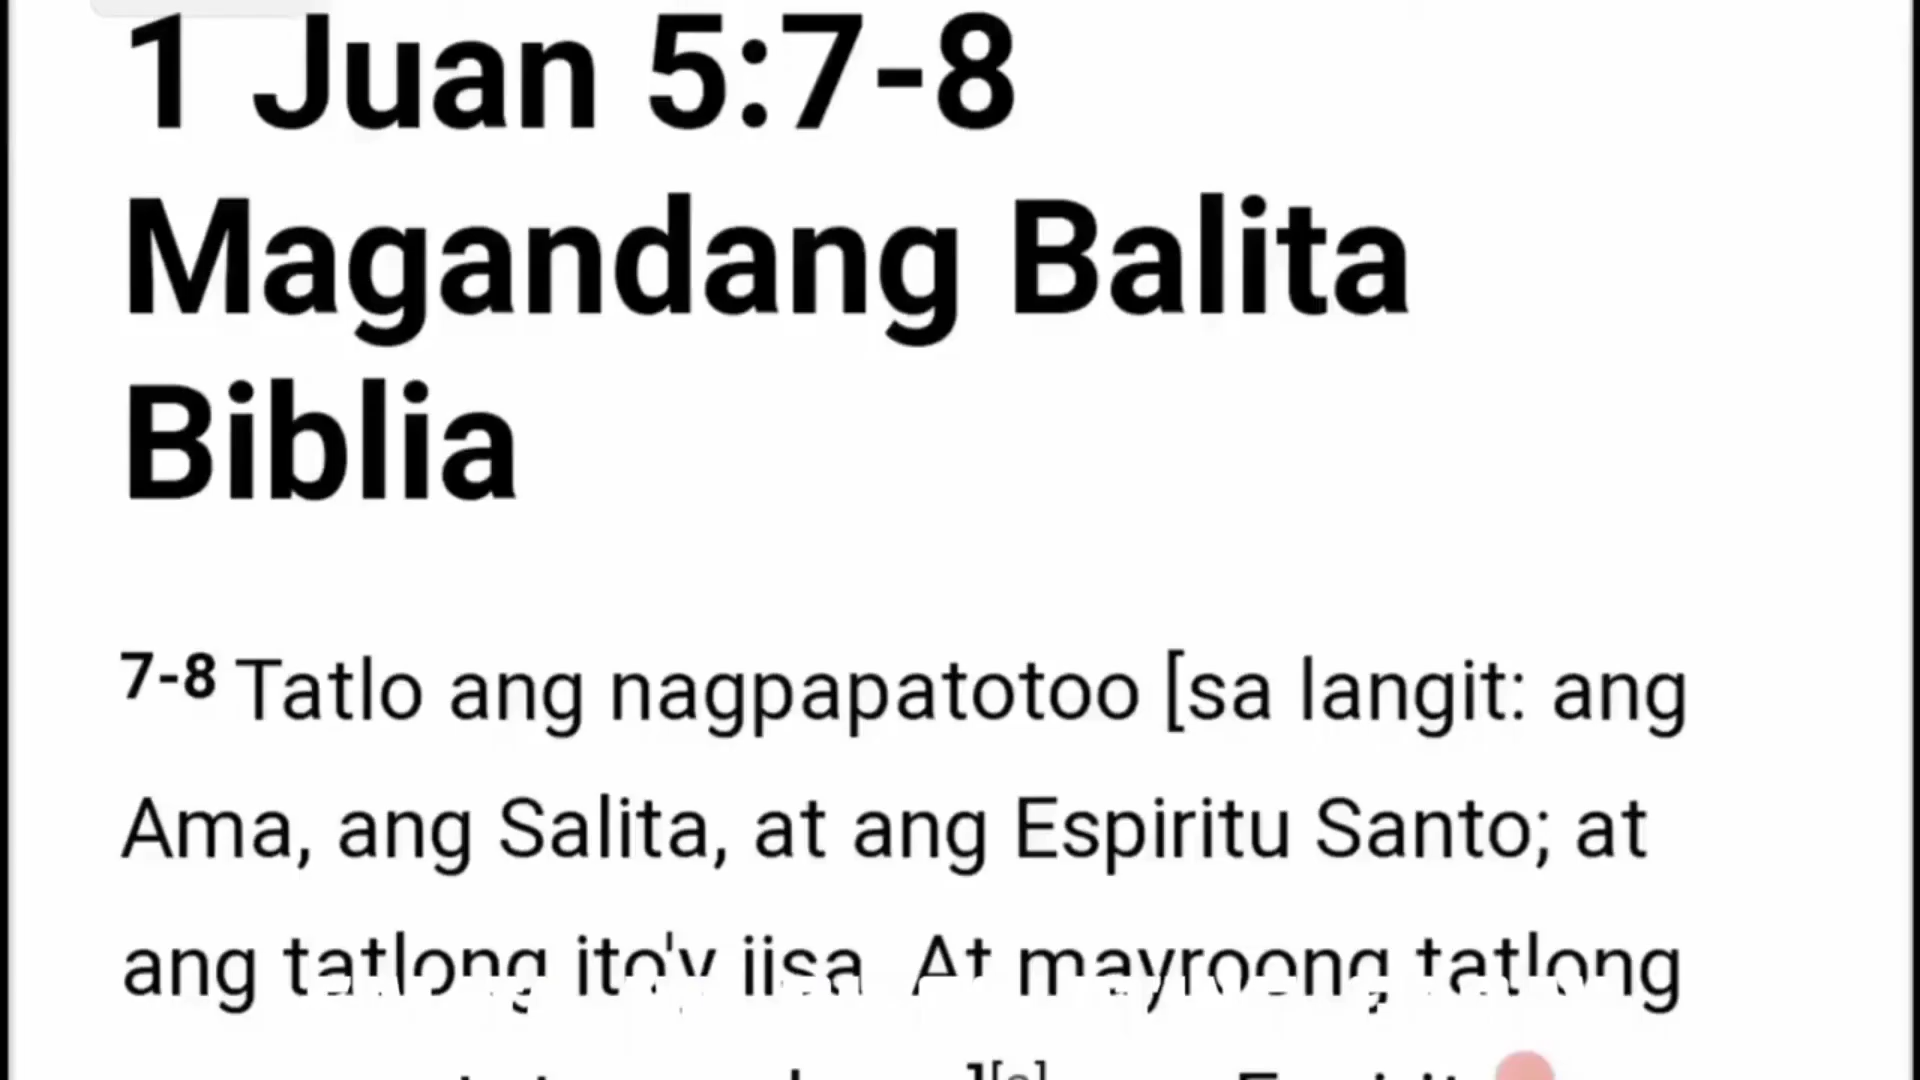 1 Juan 5:7-8
Magandang Balita
Biblia
7-8 Tatlo ang nagpapatotoo [sa langit: ang
Ama, ang Salita, at ang Espiritu Santo; at
ang tatlong ito'y iisa. At mayroong tatlong